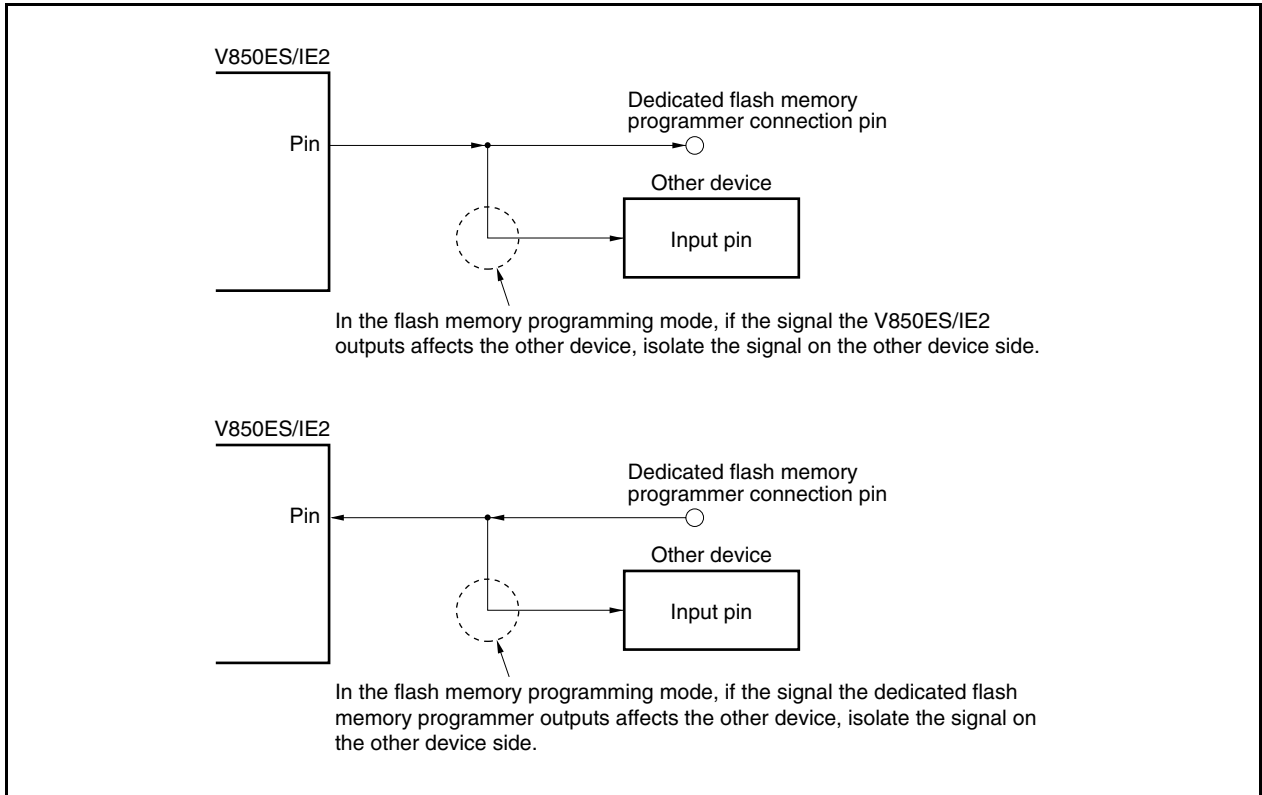 V850ES/IE2
Dedicated flash memory
programmer connection pin
Pin
Other device
Input pin
In the flash memory programming mode, if the signal the V850ES/IE2
outputs affects the other device, isolate the signal on the other device side.
V850ES/IE2
Dedicated flash memory
programmer connection pin
Pin
Other device
Input pin
In the flash memory programming mode, if the signal the dedicated flash
memory programmer outputs affects the other device, isolate the signal on
the other device side.